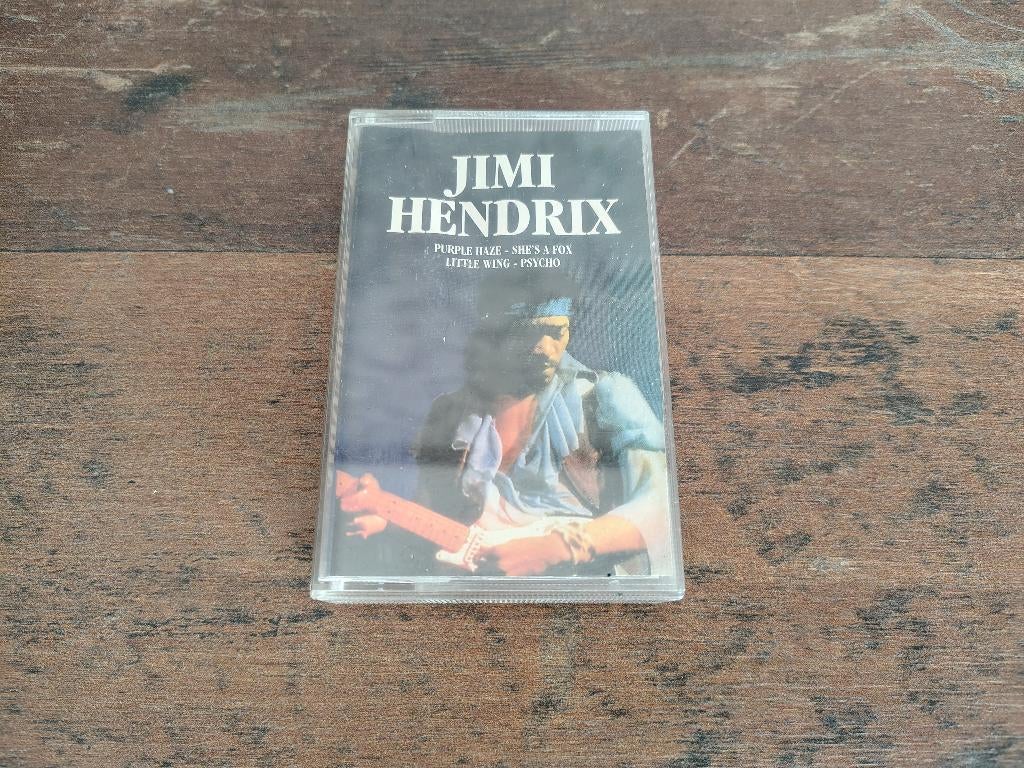 JIMI
HENDRIX
PURPLE HAZE - SHE'S A FOX
LITTLE WING - PSYCHO